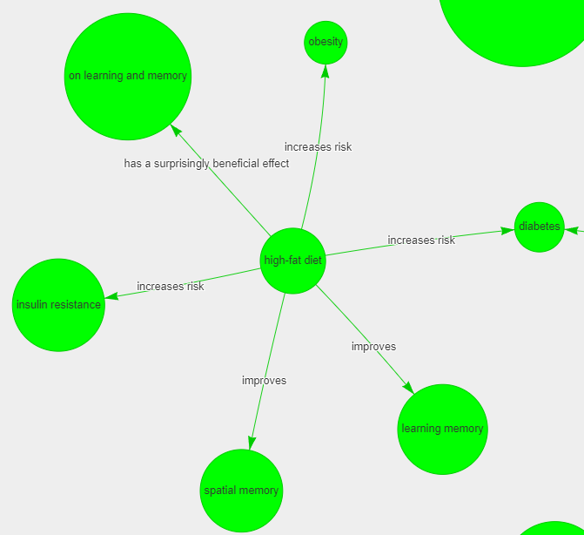 obesity
on learning and memory
increases risk
has a surprisingly beneficial effect
diabetes
increases risk
high-fat diet
increases risk
insulin resistance
improves
improves
learning memory
spatial memory